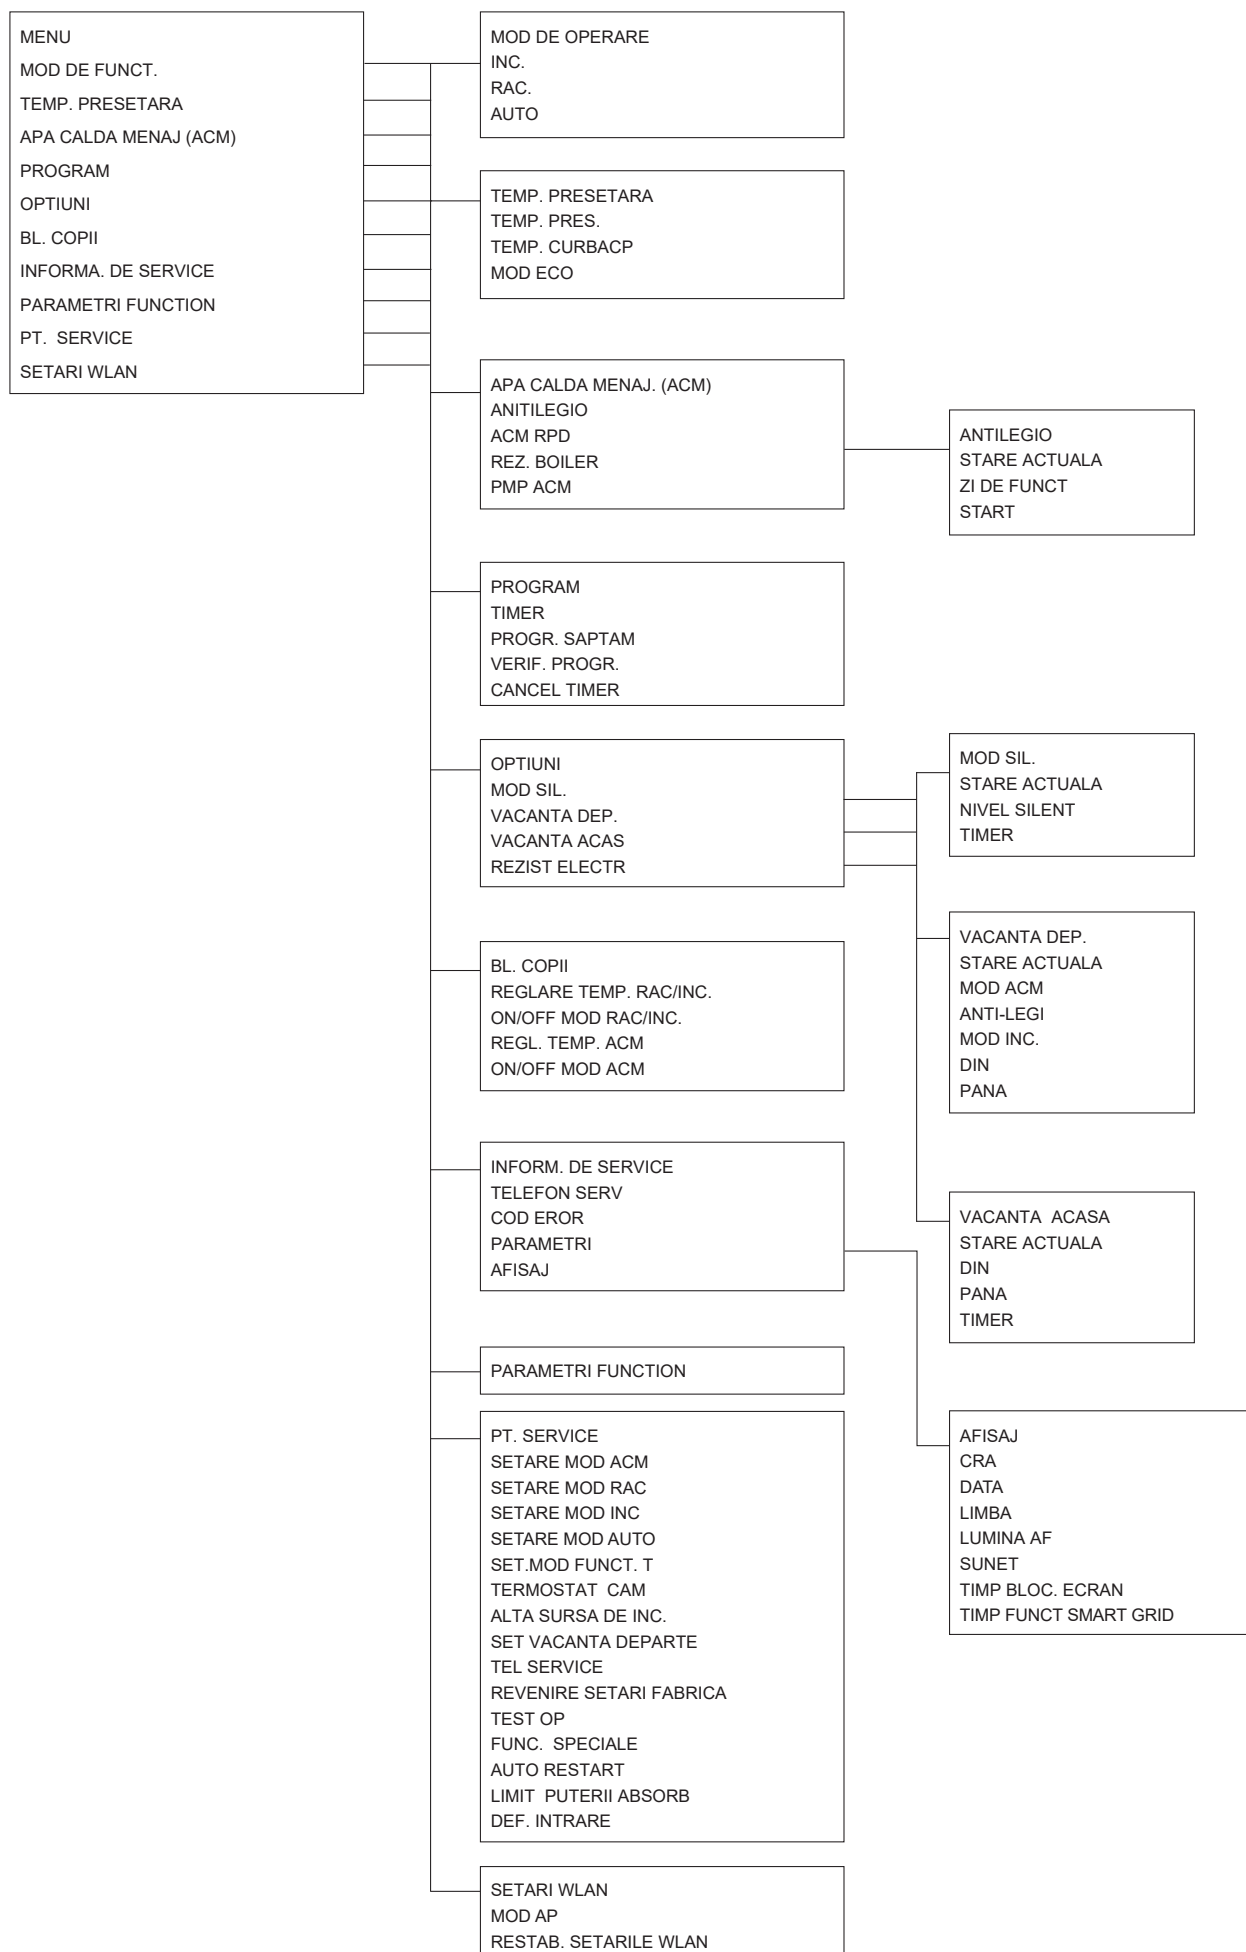 MENU
MOD DE FUNCT.
TEMP. PRESETARA
APA CALDA MENAJ (ACM)
PROGRAM
OPTIUNI
BL. COPII
INFORMA. DE SERVICE
PARAMETRI FUNCTION
PT. SERVICE
SETARI WLAN
MOD DE OPERARE
INC.
RAC.
AUTO
TEMP. PRESETARA
TEMP. PRES.
TEMP. CURBACP
MOD ECO
APA CALDA MENAJ. (ACM)
ANITILEGIO
ACM RPD
REZ. BOILER
PMP ACM
ANTILEGIO
STARE ACTUALA
ZI DE FUNCT
START
PROGRAM
TIMER
PROGR. SAPTAM
VERIF. PROGR.
CANCEL TIMER
OPTIUNI
MOD SIL.
VACANTA DEP.
VACANTA ACAS
REZIST ELECTR
MOD SIL.
STARE ACTUALA
NIVEL SILENT
TIMER
VACANTA DEP.
STARE ACTUALA
MOD ACM
ANTI-LEGI
MOD INC.
DIN
PANA
VACANTA ACASA
STARE ACTUALA
DIN
PANA
TIMER
BL. COPII
REGLARE TEMP. RAC/INC.
ON/OFF MOD RAC/INC.
REGL. TEMP. ACM
ON/OFF MOD ACM
INFORM. DE SERVICE
TELEFON SERV
COD EROR
PARAMETRI
AFISAJ
AFISAJ
CRA
DATA
LIMBA
LUMINA AF
SUNET
TIMP BLOC. ECRAN
TIMP FUNCT SMART GRID
PARAMETRI FUNCTION
PT. SERVICE
SETARE MOD ACM
SETARE MOD RAC
SETARE MOD INC
SETARE MOD AUTO
SET.MOD FUNCT. T
TERMOSTAT CAM
ALTA SURSA DE INC.
SET VACANTA DEPARTE
TEL SERVICE
REVENIRE SETARI FABRICA
TEST OP
FUNC. SPECIALE
AUTO RESTART
LIMIT PUTERII ABSORB
DEF. INTRARE
SETARI WLAN
MOD AP
RESTAB. SETARILE WLAN